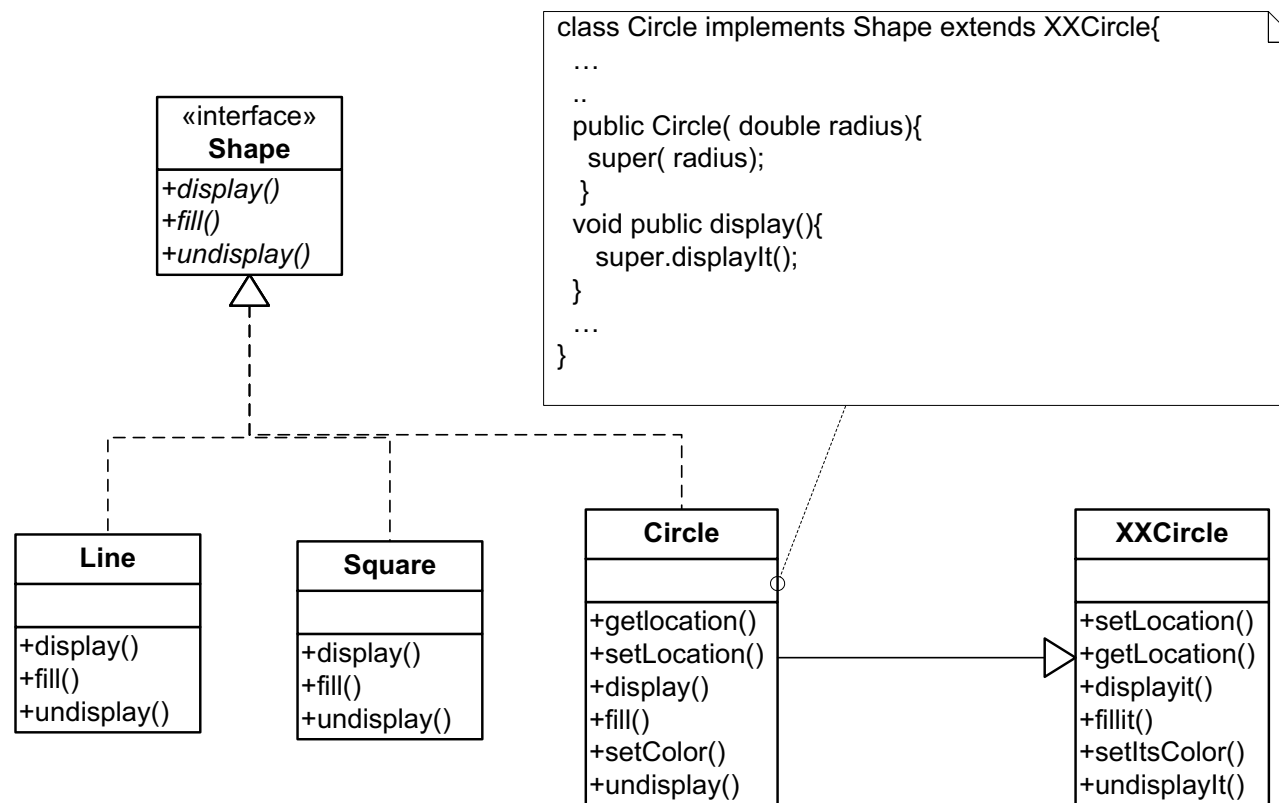 class Circle implements Shape extends XXCircle{
…
..
public Circle( double radius){
super( radius);
}
void public display(){
super.displayIt();
}
…
}
«interface»
Shape
+display()
+fill()
+undisplay()
Line
+display()
+fill()
+undisplay()
Square
+display()
+fill()
+undisplay()
Circle
+getlocation()
+setLocation()
+display()
+fill()
+setColor()
+undisplay()
XXCircle
+setLocation()
+getLocation()
+displayit()
+fillit()
+setItsColor()
+undisplayIt()